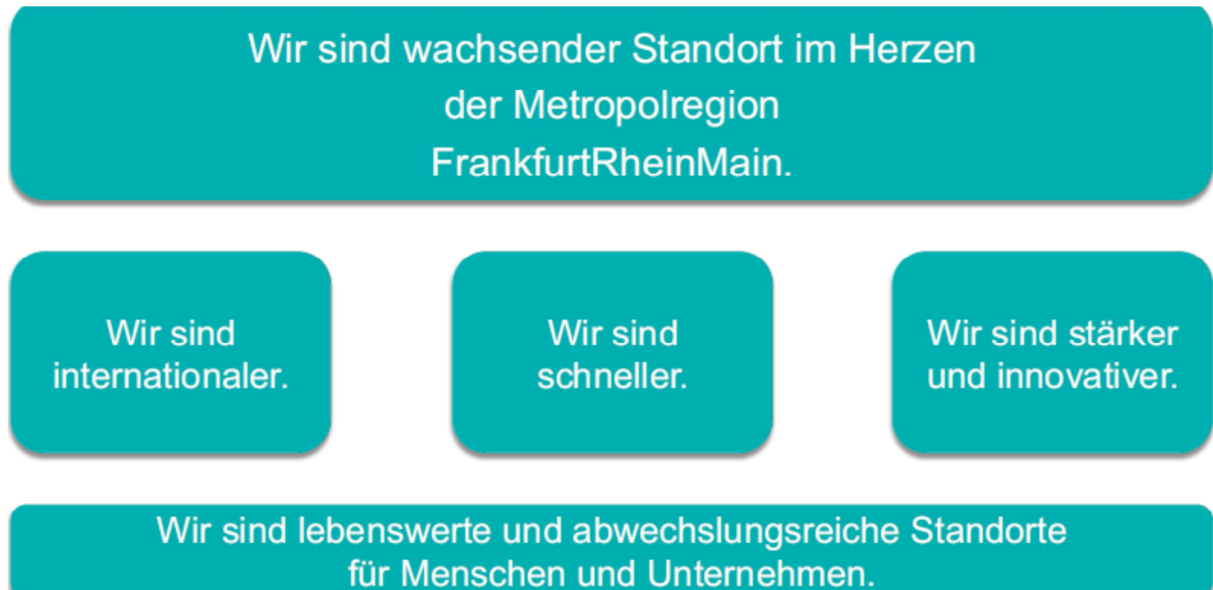 Wir sind wachsender Standort im Herzen
der Metropolregion
FrankfurtRheinMain.
Wir sind
internationaler.
Wir sind
schneller.
Wir sind stärker
und innovativer.
Wir sind lebenswerte und abwechslungsreiche Standorte
für Menschen und Unternehmen.